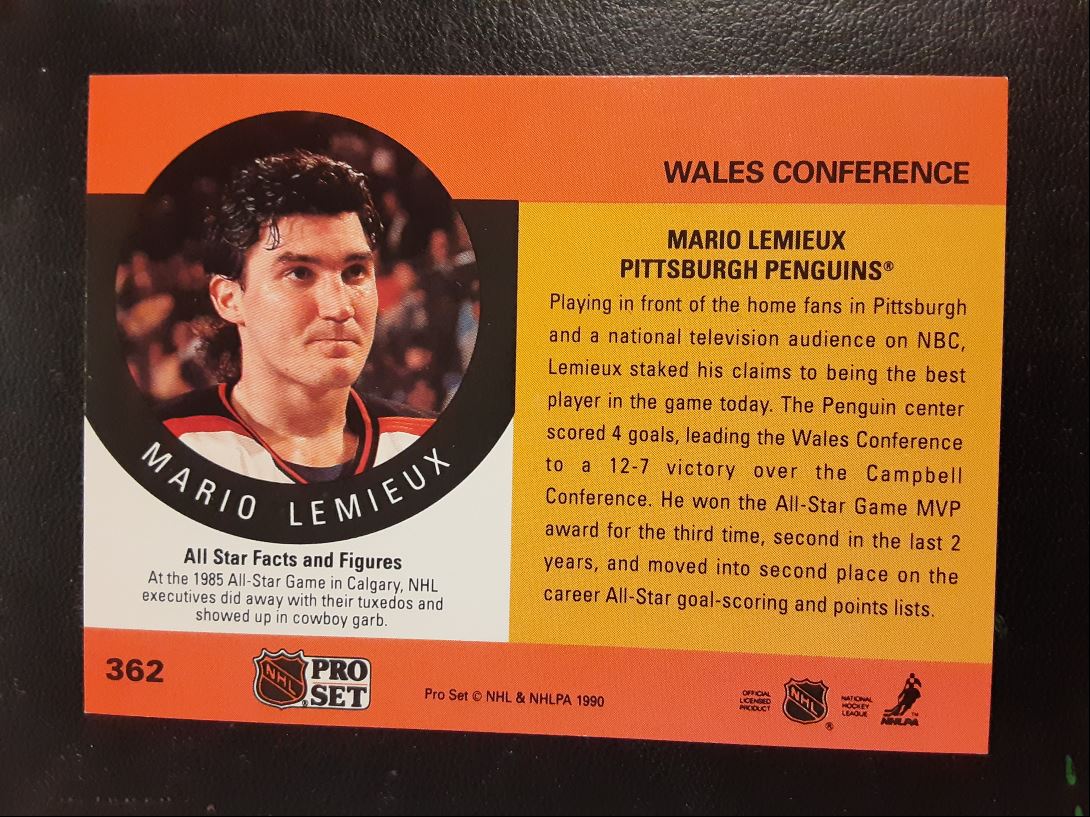 WALES CONFERENCE
MARIO LEMIEUX
PITTSBURGH PENGUINS®
Playing in front of the home fans in Pittsburgh
and a national television audience on NBC,
Lemieux staked his claims to being the best
player in the game today. The Penguin center
scored 4 goals, leading the Wales Conference
to a 12-7 victory over the Campbell
Conference. He won the All-Star Game MVP
award for the third time, second in the last 2
years, and moved into second place on the
career All-Star goal-scoring and points lists.
MARIO LEMIEUX
All Star Facts and Figures
At the 1985 All-Star Game in Calgary, NHL
executives did away with their tuxedos and
showed up in cowboy garb.
362
NHL
PRO
SET
Pro Set © NHL & NHLPA 1990
OFFICIAL
LICENSED
PRODUCT
NHL
®
NATIONAL
HOCKEY
LEAGUE
NHLPA
™